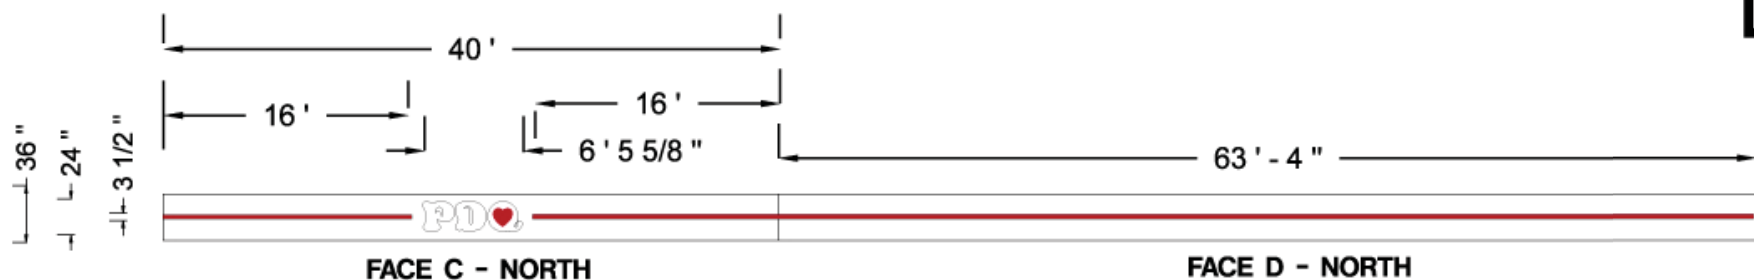 40 '
16 '
16 '
6 ' 5 5/8 "
63 ' - 4 "
36 "
24 "
3 1/2 "
PDQ
FACE C - NORTH
FACE D - NORTH